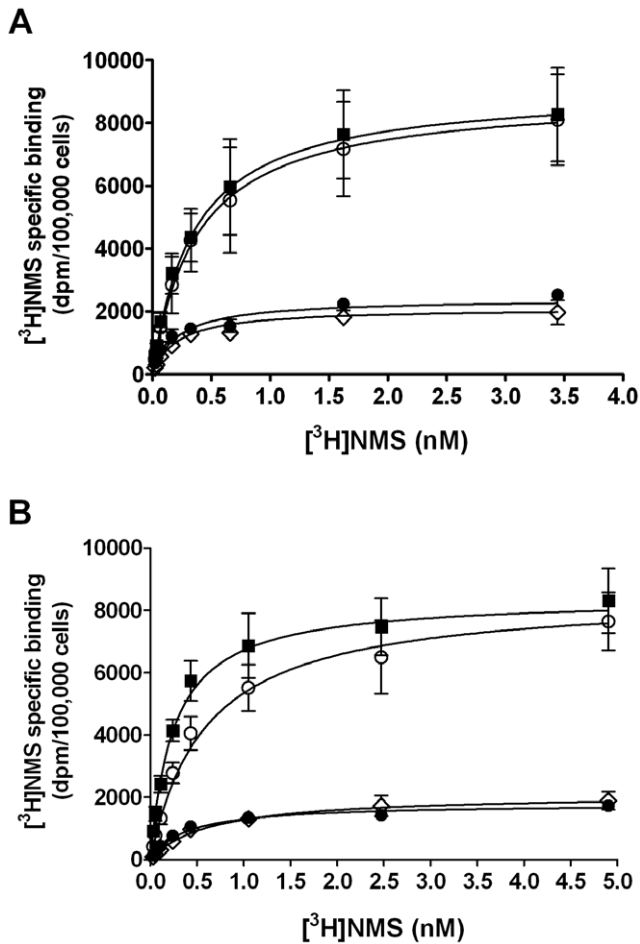 A
[³H]NMS specific binding
(dpm/100,000 cells)
10000
8000
6000
4000
2000
0
0.0 0.5 1.0 1.5 2.0 2.5 3.0 3.5 4.0
[³H]NMS (nM)
B
[³H]NMS specific binding
(dpm/100,000 cells)
10000
8000
6000
4000
2000
0
0.0 0.5 1.0 1.5 2.0 2.5 3.0 3.5 4.0 4.5 5.0
[³H]NMS (nM)